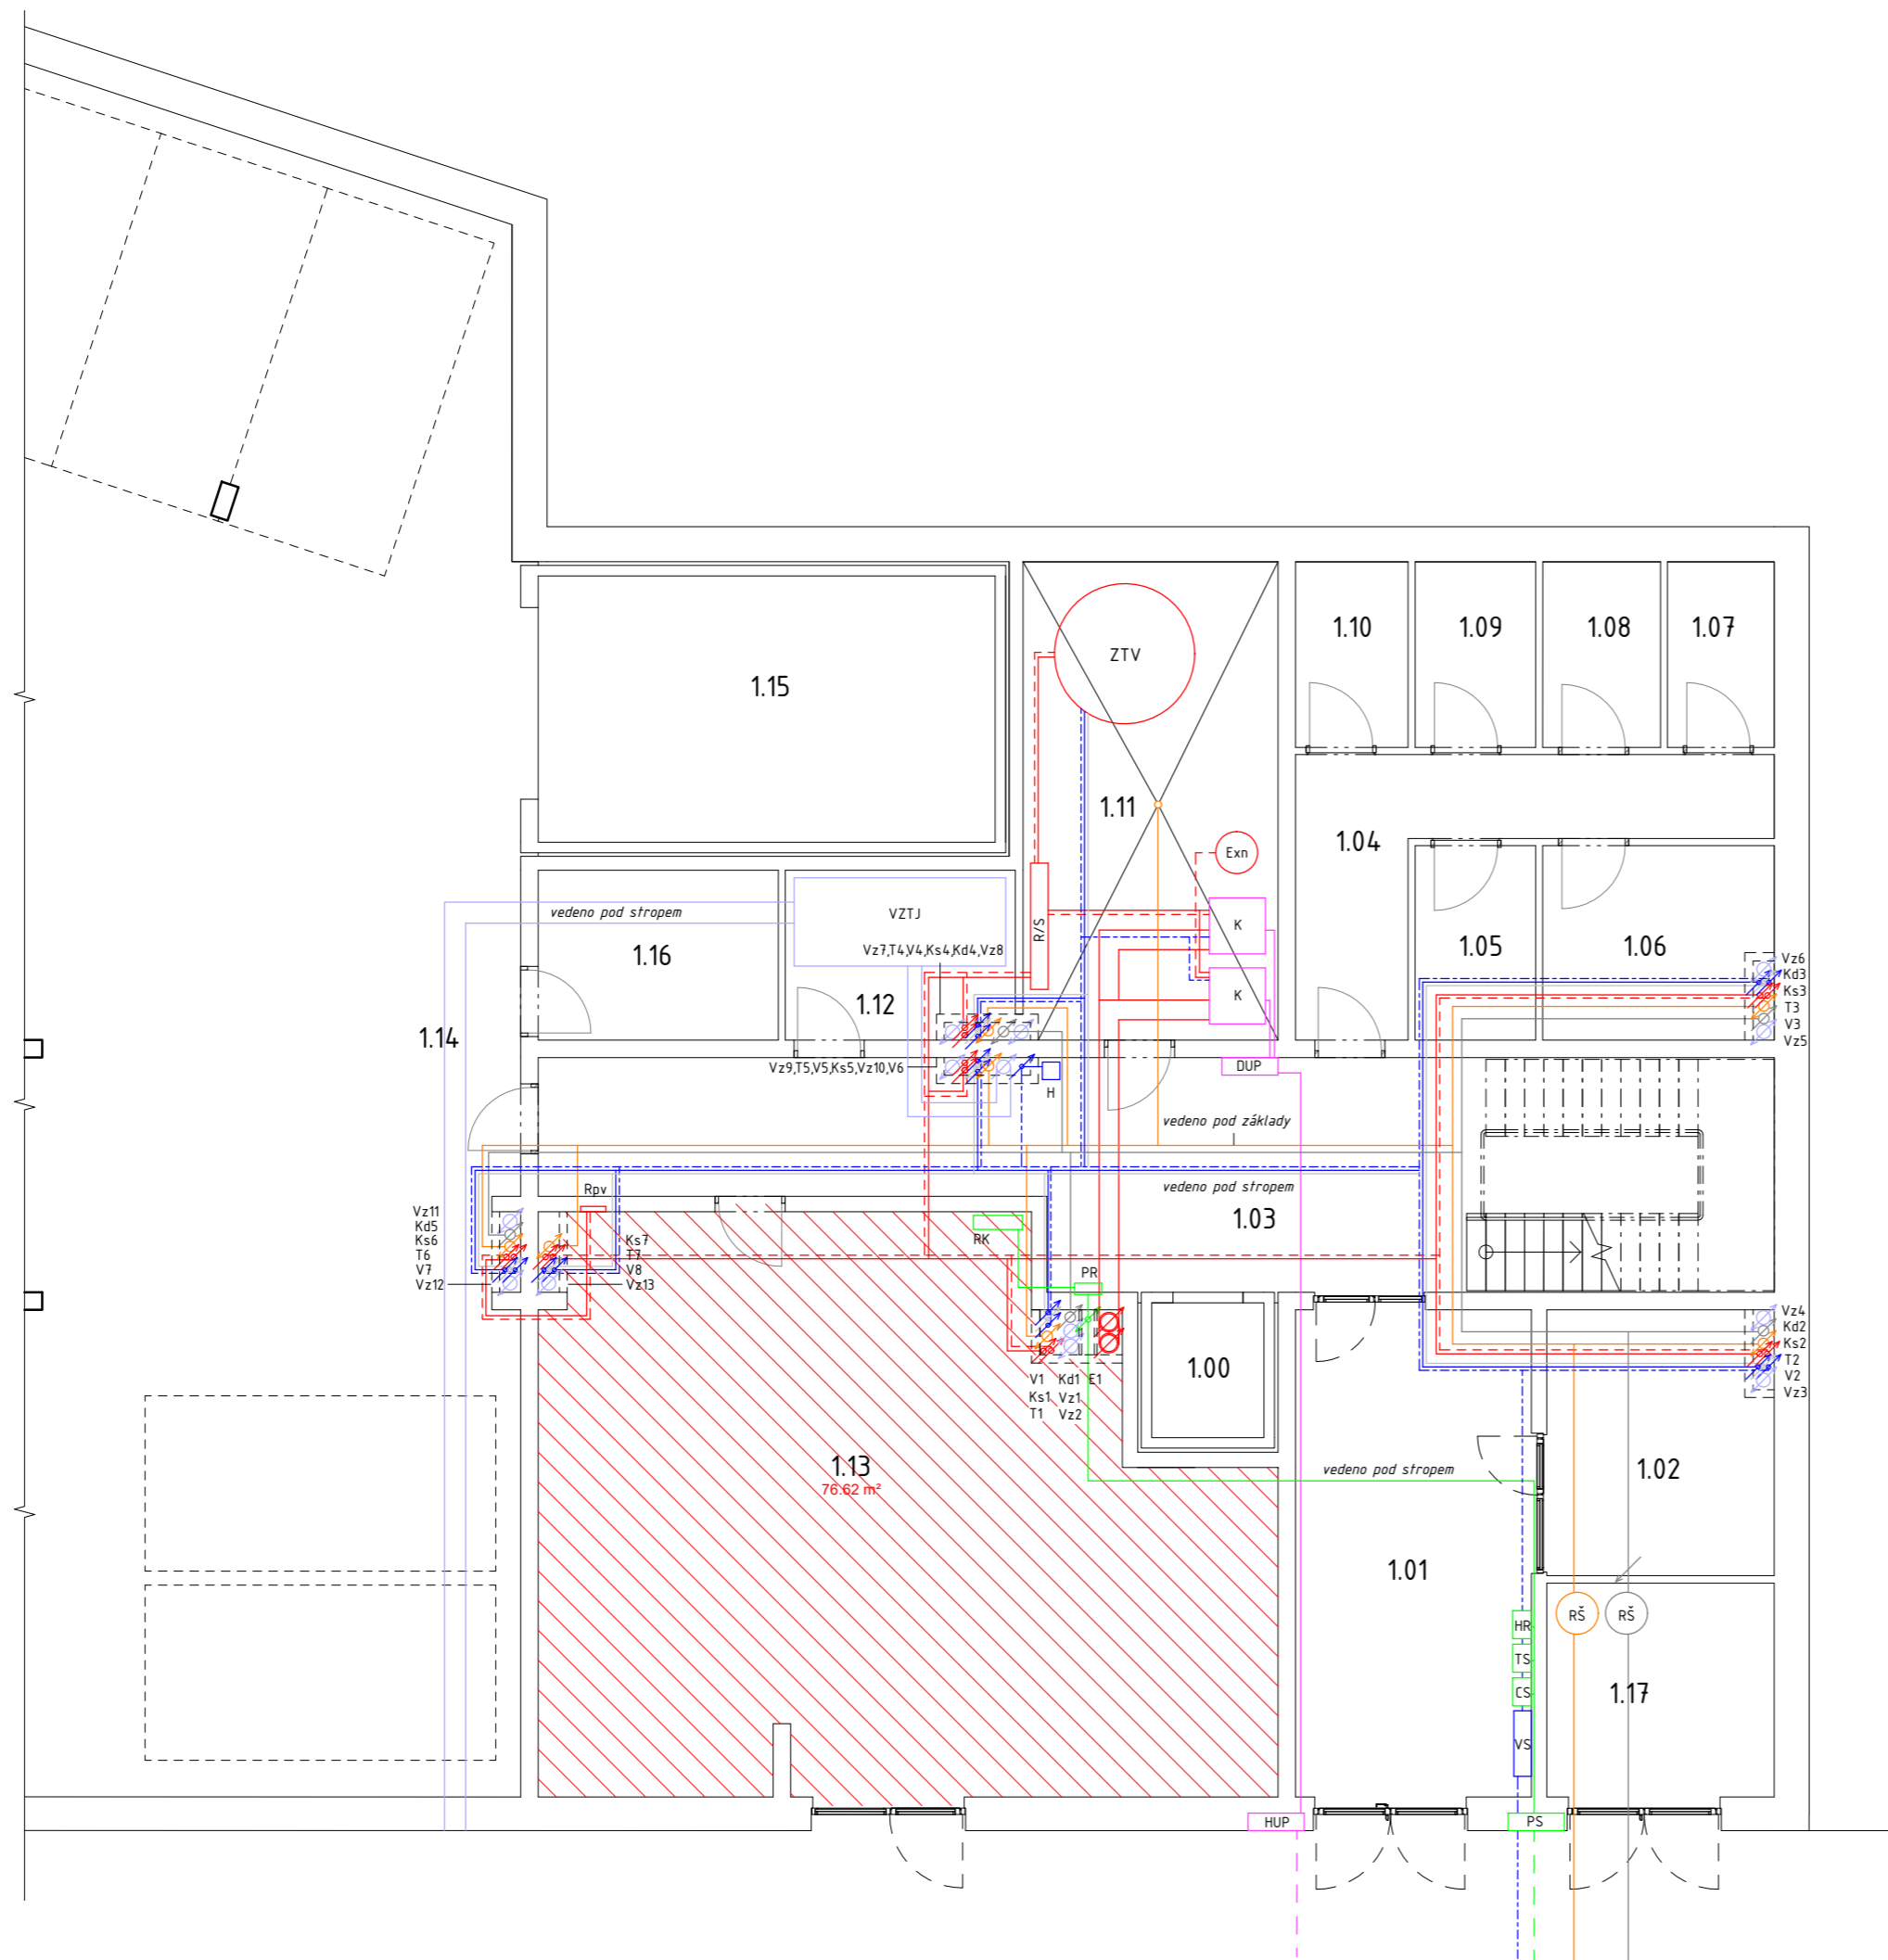 1.10
1.09
1.08
1.07
ZTV
1.15
1.11
1.04
Exn
vedeno pod stropem
VZTJ
R/S
K
1.16
Vz7,T4,V4,Ks4,Kd4,Vz8
1.05
1.06
Vz6
Kd3
Ks3
T3
V3
Vz5
K
1.12
1.14
Vz9,T5,V5,Ks5,Vz10,V6
H
DUP
vedeno pod základy
vedeno pod stropem
1.03
Rpv
Vz11
Kd5
Ks6
T6
V7
Vz12
Ks7
T7
V8
Vz13
RK
PR
Vz4
Kd2
Ks2
T2
V2
Vz3
V1 Kd1 E1
Ks1 Vz1
T1 Vz2
1.00
1.13
76.62 m²
vedeno pod stropem
1.02
1.01
RŠ
RŠ
HR
TS
CS
VS
1.17
HUP
PS